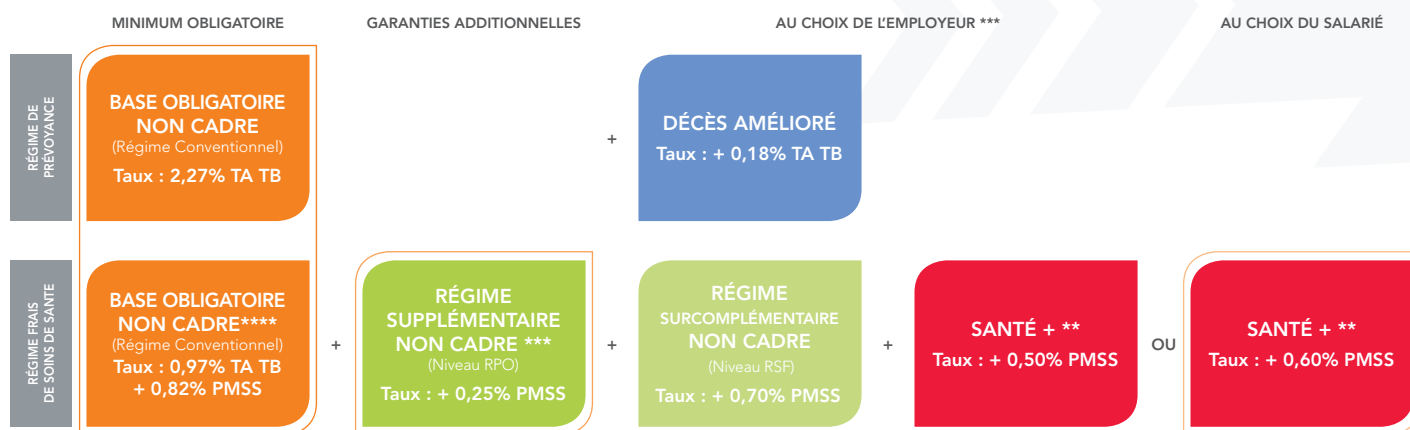 MINIMUM OBLIGATOIRE
GARANTIES ADDITIONNELLES
AU CHOIX DE L'EMPLOYEUR ***
AU CHOIX DU SALARIÉ
RÉGIME DE
PRÉVOYANCE
BASE OBLIGATOIRE
NON CADRE
(Régime Conventionnel)
Taux : 2,27% TA TB
+
DÉCÈS AMÉLIORÉ
Taux : + 0,18% TA TB
RÉGIME FRAIS
DE SOINS DE SANTE
BASE OBLIGATOIRE
NON CADRE****
(Régime Conventionnel)
Taux : 0,97% TA TB
+ 0,82% PMSS
+
RÉGIME
SUPPLÉMENTAIRE
NON CADRE ***
(Niveau RPO)
Taux : + 0,25% PMSS
+
RÉGIME
SURCOMPLÉMENTAIRE
NON CADRE
(Niveau RSF)
Taux : + 0,70% PMSS
+
SANTÉ + **
Taux : + 0,50% PMSS
OU
SANTÉ + **
Taux : + 0,60% PMSS